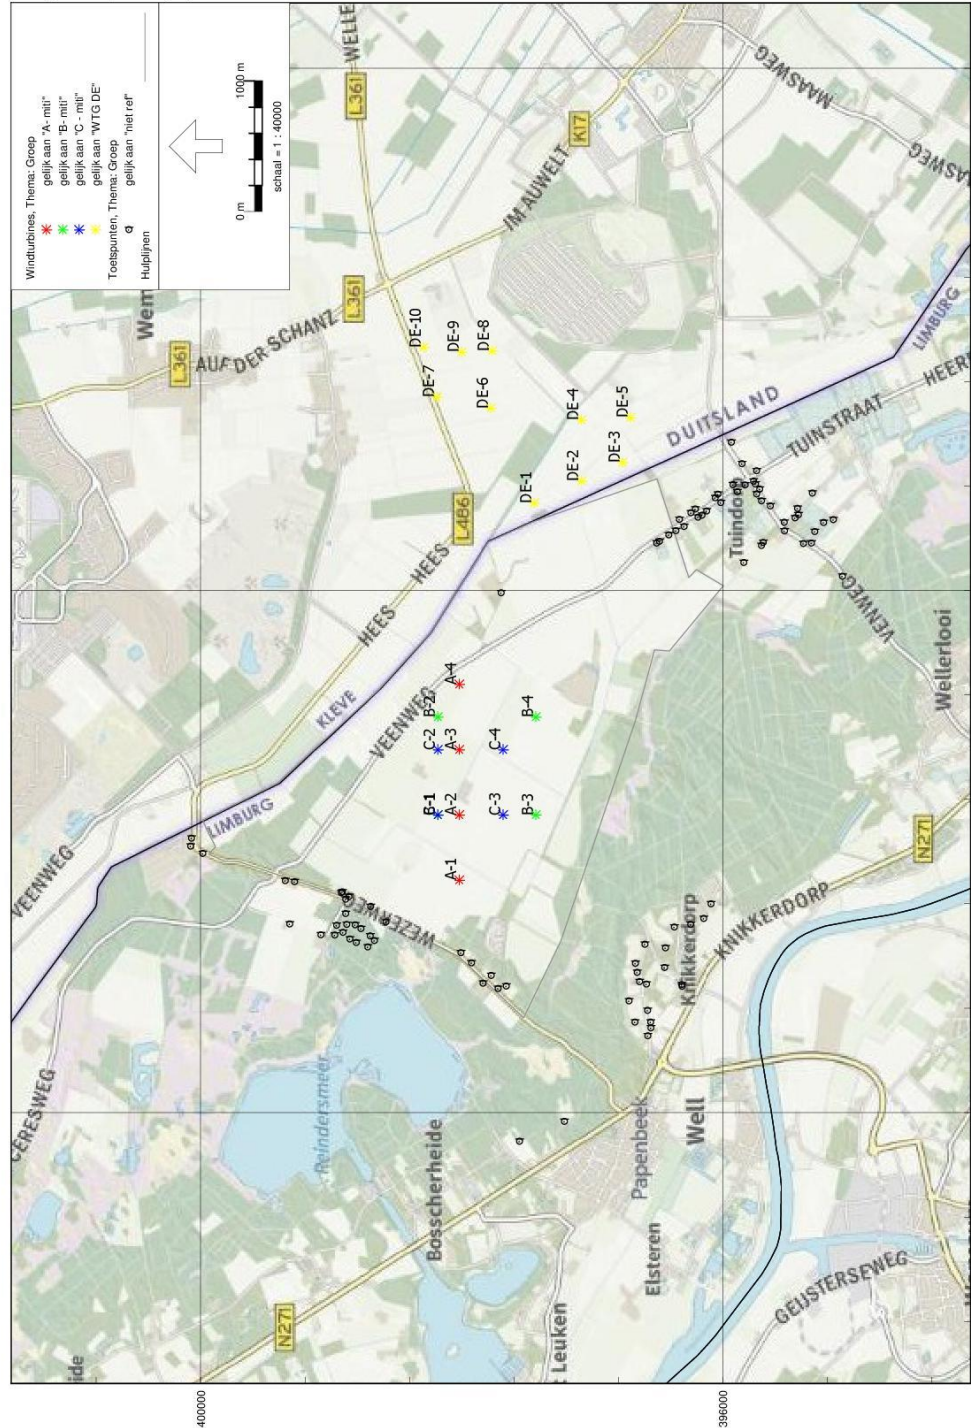 Windturbines, Thema: Groep
gelijk aan "A- miti"
gelijk aan "B- miti"
gelijk aan "C - miti"
gelijk aan "WTG DE"
Toetspunten, Thema: Groep
gelijk aan "niet ref"
Hulplijnen
0 m
1000 m
schaal = 1 : 40000
WELLE
L361
MAASWEG
K17
IM AUWELT
L361
L361
AUF DER SCHANZ
Wem
DE-10
DE-9
DE-8
DE-7
DE-6
DE-4
DE-5
DE-3
DE-2
DE-1
L486
HEES
HEES
DUITSLAND
LIMBURG
TUINSTRAAT
HEER
Tuindorp
VENWEG
Wellerlooi
KLEVE
LIMBURG
VEENWEG
VEENWEG
A-4
B-2
C-2
A-3
C-4
B-4
A-2
C-3
B-3
A-1
WEZERWEG
N271
KNIKKERDORP
Knikkerdorp
CERESWEG
Reindersmeer
Bosscherheide
Papenbeek
Well
Elsteren
GEIJSTERSEWEG
N271
ide
t Leuken
400000
396000